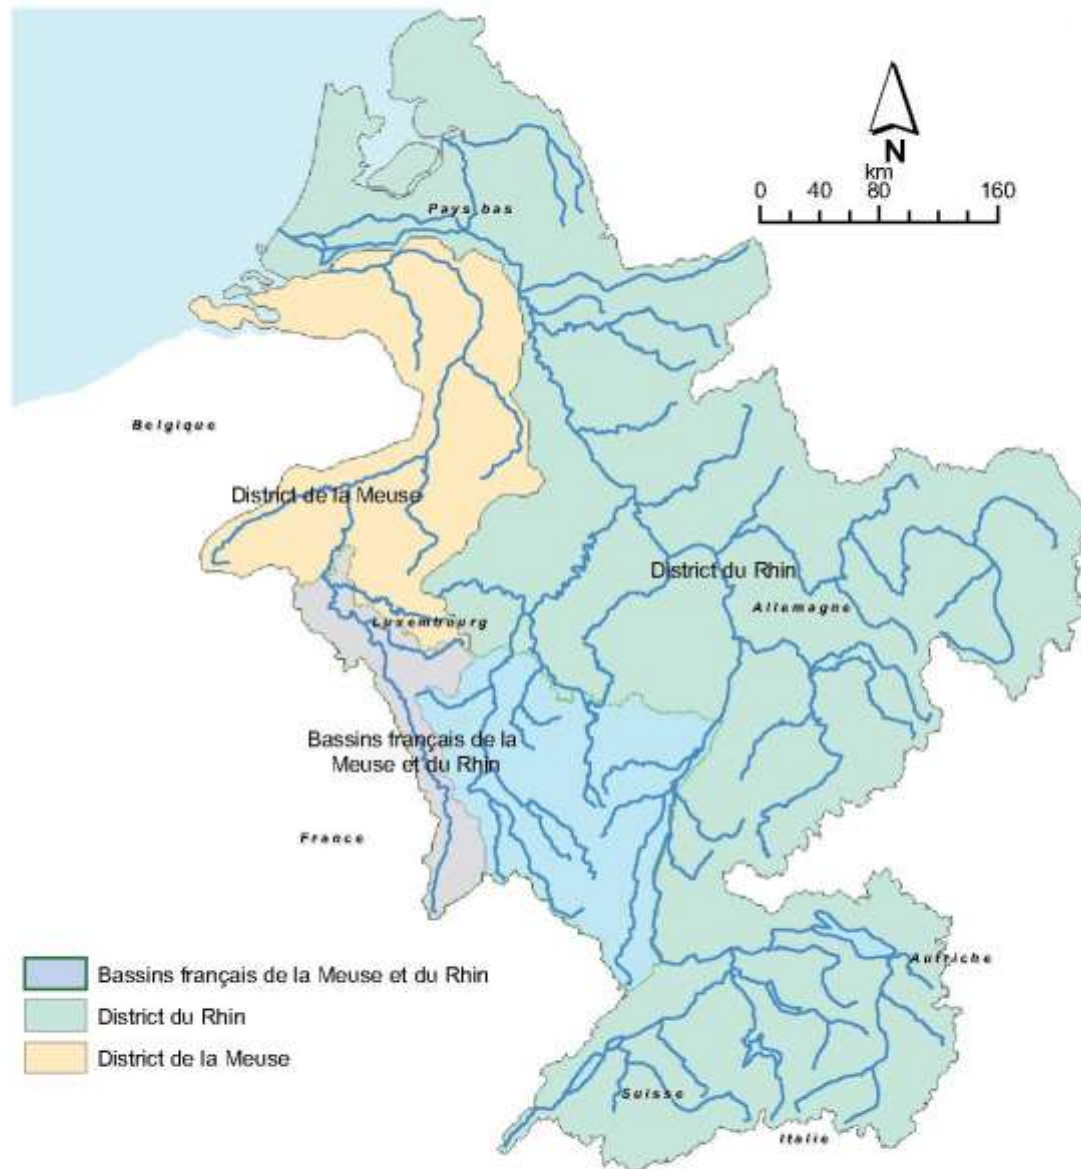 N
km
0 40 80 160
Pays bas
Belgique
District de la Meuse
District du Rhin
Allemagne
Luxembourg
Bassins français de la
Meuse et du Rhin
France
Autriche
Bassins français de la Meuse et du Rhin
District du Rhin
District de la Meuse
Suisse
Italie